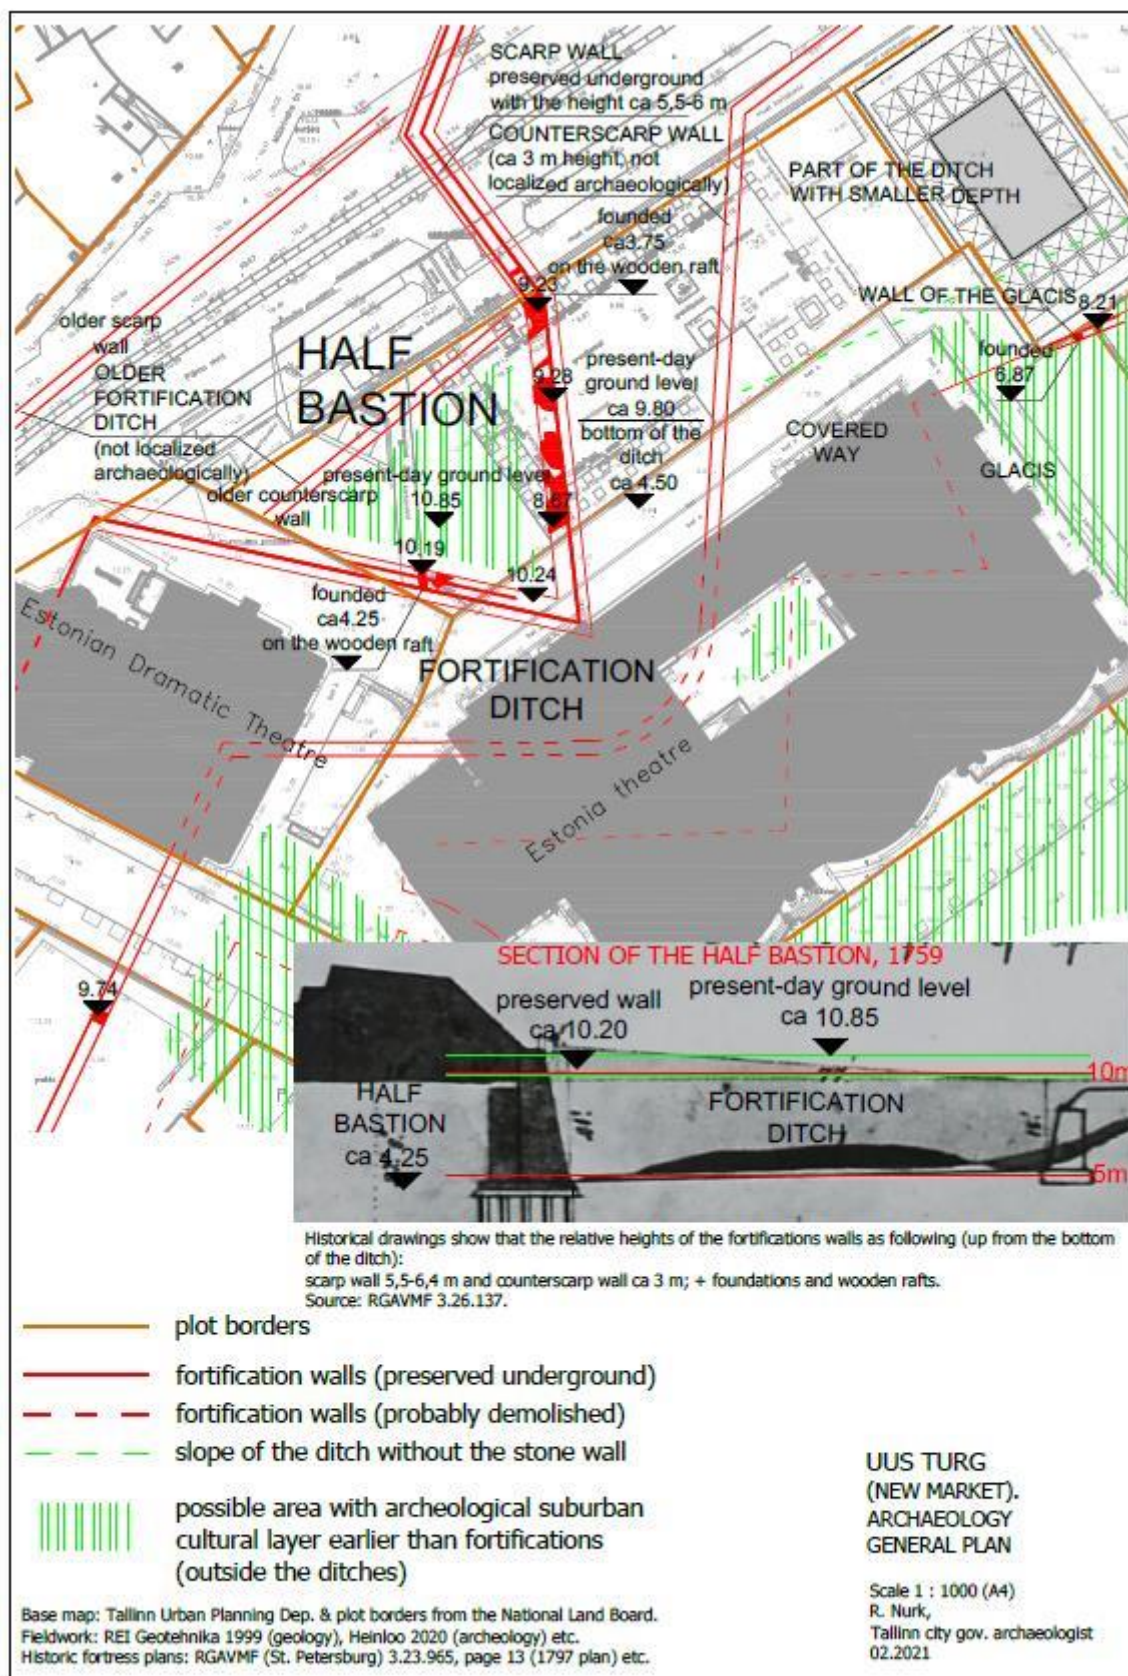 SCARP WALL
preserved underground
with the height ca 5,5-6 m
COUNTERSCARP WALL
(ca 3 m height, not
localized archaeologically)
PART OF THE DITCH
WITH SMALLER DEPTH
founded
ca3.75
on the wooden raft
9.23
WALL OF THE GLACIS
8.21
founded
6.87
older scarp
wall
OLDER
FORTIFICATION
DITCH
(not localized
archaeologically)
older counterscarp
wall
HALF
BASTION
9.28
present-day
ground level
ca 9.80
bottom of the
ditch
ca 4.50
COVERED
WAY
GLACIS
present-day ground level
10.85
8.67
10.19
10.24
founded
ca4.25
on the wooden raft
FORTIFICATION
DITCH
Estonian Dramatic Theatre
Estonia theatre
9.74
SECTION OF THE HALF BASTION, 1759
preserved wall
ca 10.20
present-day ground level
ca 10.85
10m
HALF
BASTION
ca 4.25
FORTIFICATION
DITCH
5m
Historical drawings show that the relative heights of the fortifications walls as following (up from the bottom
of the ditch):
scarp wall 5,5-6,4 m and counterscarp wall ca 3 m; + foundations and wooden rafts.
Source: RGAVMF 3.26.137.
plot borders
fortification walls (preserved underground)
fortification walls (probably demolished)
slope of the ditch without the stone wall
possible area with archeological suburban
cultural layer earlier than fortifications
(outside the ditches)
UUS TURG
(NEW MARKET).
ARCHAEOLOGY
GENERAL PLAN
Scale 1 : 1000 (A4)
R. Nurk,
Tallinn city gov. archaeologist
02.2021
Base map: Tallinn Urban Planning Dep. & plot borders from the National Land Board.
Fieldwork: REI Geotehnika 1999 (geology), Heinloo 2020 (archeology) etc.
Historic fortress plans: RGAVMF (St. Petersburg) 3.23.965, page 13 (1797 plan) etc.